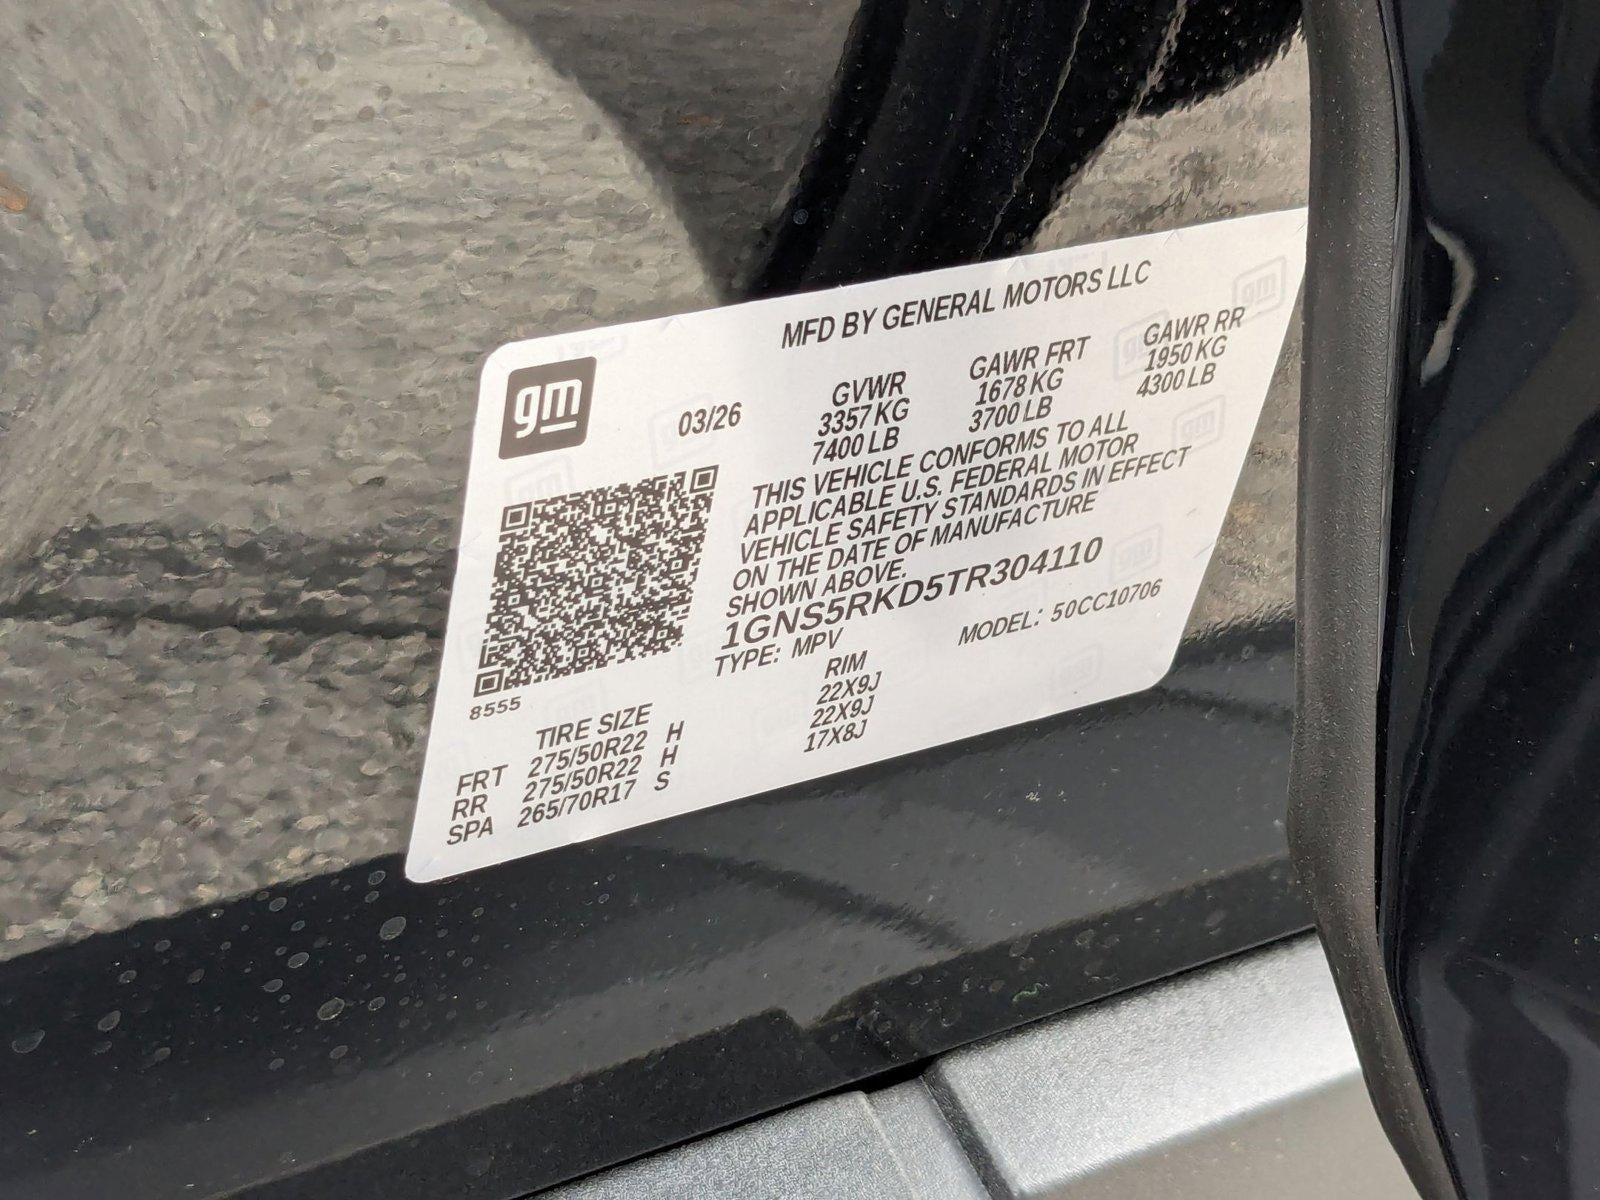 MFD BY GENERAL MOTORS LLC
gm
03/26
GVWR
3357 KG
7400 LB
GAWR FRT
1678 KG
3700 LB
GAWR RR
1950 KG
4300 LB
THIS VEHICLE CONFORMS TO ALL
APPLICABLE U.S. FEDERAL MOTOR
VEHICLE SAFETY STANDARDS IN EFFECT
ON THE DATE OF MANUFACTURE
SHOWN ABOVE.
1GNS5RKD5TR304110
TYPE: MPV
MODEL: 50CC10706
8555
TIRE SIZE
RIM
FRT 275/50R22 H 22X9J
RR 275/50R22 H 22X9J
SPA 265/70R17 S 17X8J